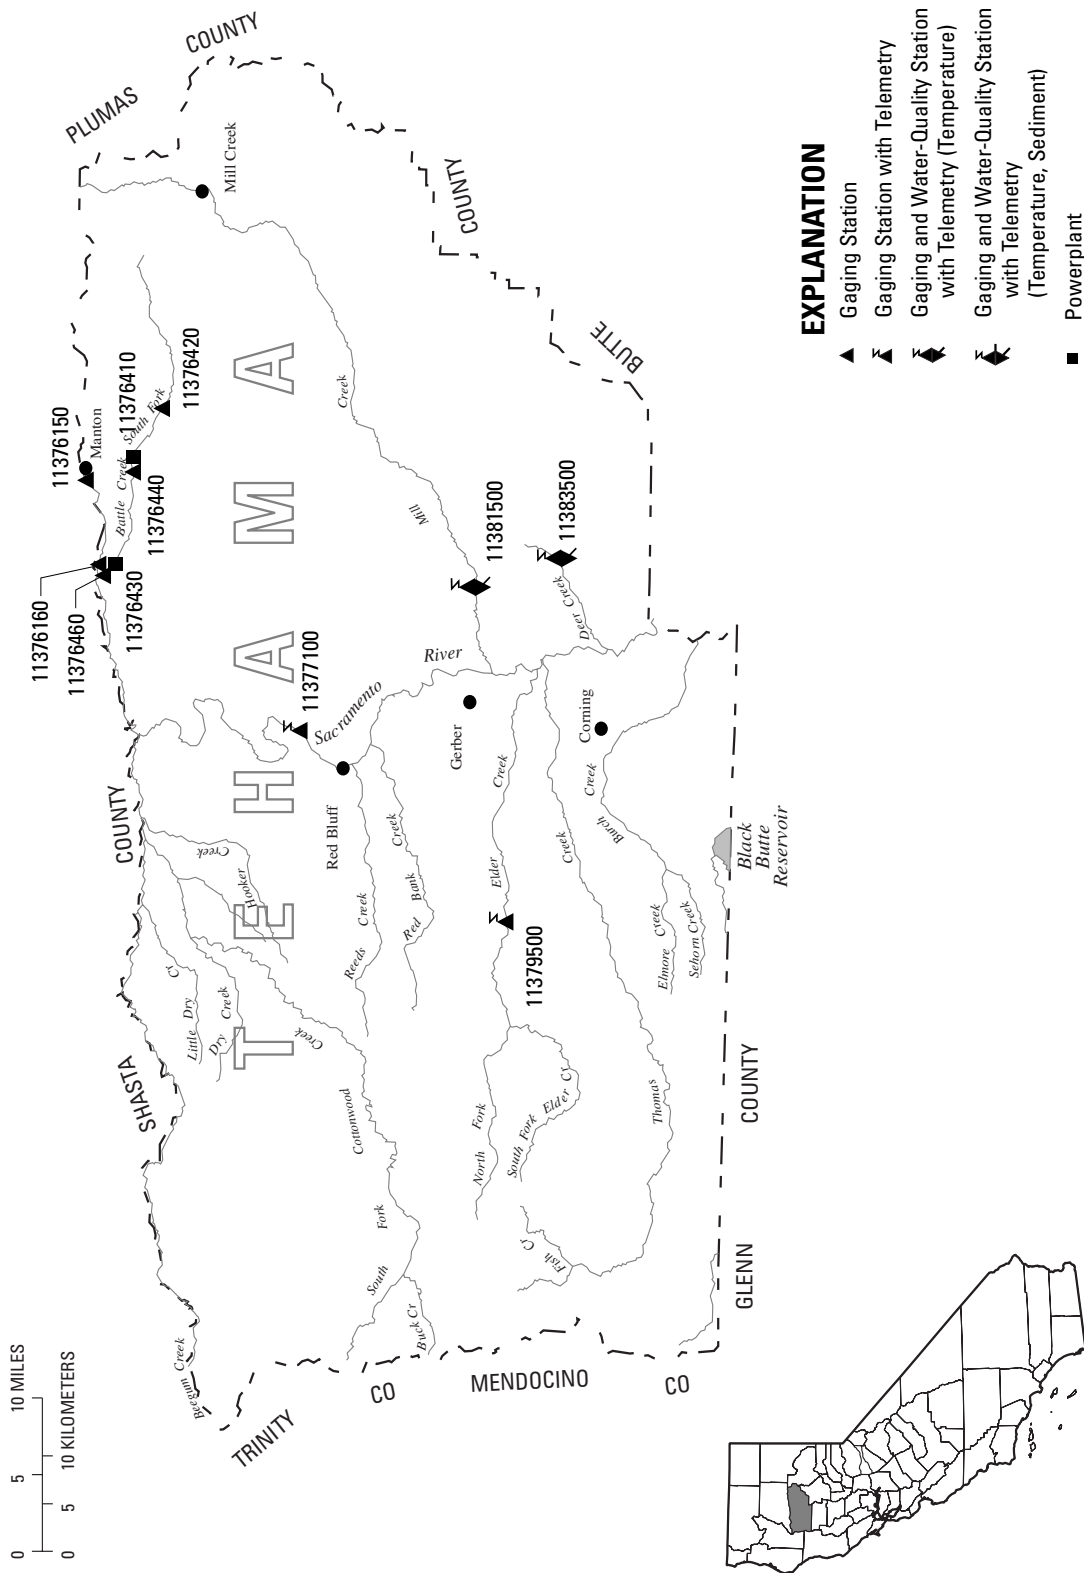 0 5 10 MILES
0 5 10 KILOMETERS
TRINITY
CO
MENDOCINO
CO
GLENN
COUNTY
SHASTA
COUNTY
PLUMAS
COUNTY
COUNTY
BUTTE
TEHAMA
Beegum Creek
Buck Cr
South Fork Cottonwood Creek
Little Dry Cr
Dry Creek
Hooker Creek
Reeds Creek
Red Bank Creek
Red Bluff
North Fork
South Fork Elder Cr
Elder Creek
Fish Cr
Thomas Creek
Elmore Creek
Sehorn Creek
Burch Creek
Black
Butte
Reservoir
Corning
Gerber
Sacramento River
Deer Creek
Mill Creek
Mill Creek
Battle Creek
South Fork
Manton
11376150
11376160
11376460
11376430
11376440
11376410
11376420
11377100
11379500
11381500
11383500
EXPLANATION
Gaging Station
Gaging Station with Telemetry
Gaging and Water-Quality Station
with Telemetry (Temperature)
Gaging and Water-Quality Station
with Telemetry
(Temperature, Sediment)
Powerplant